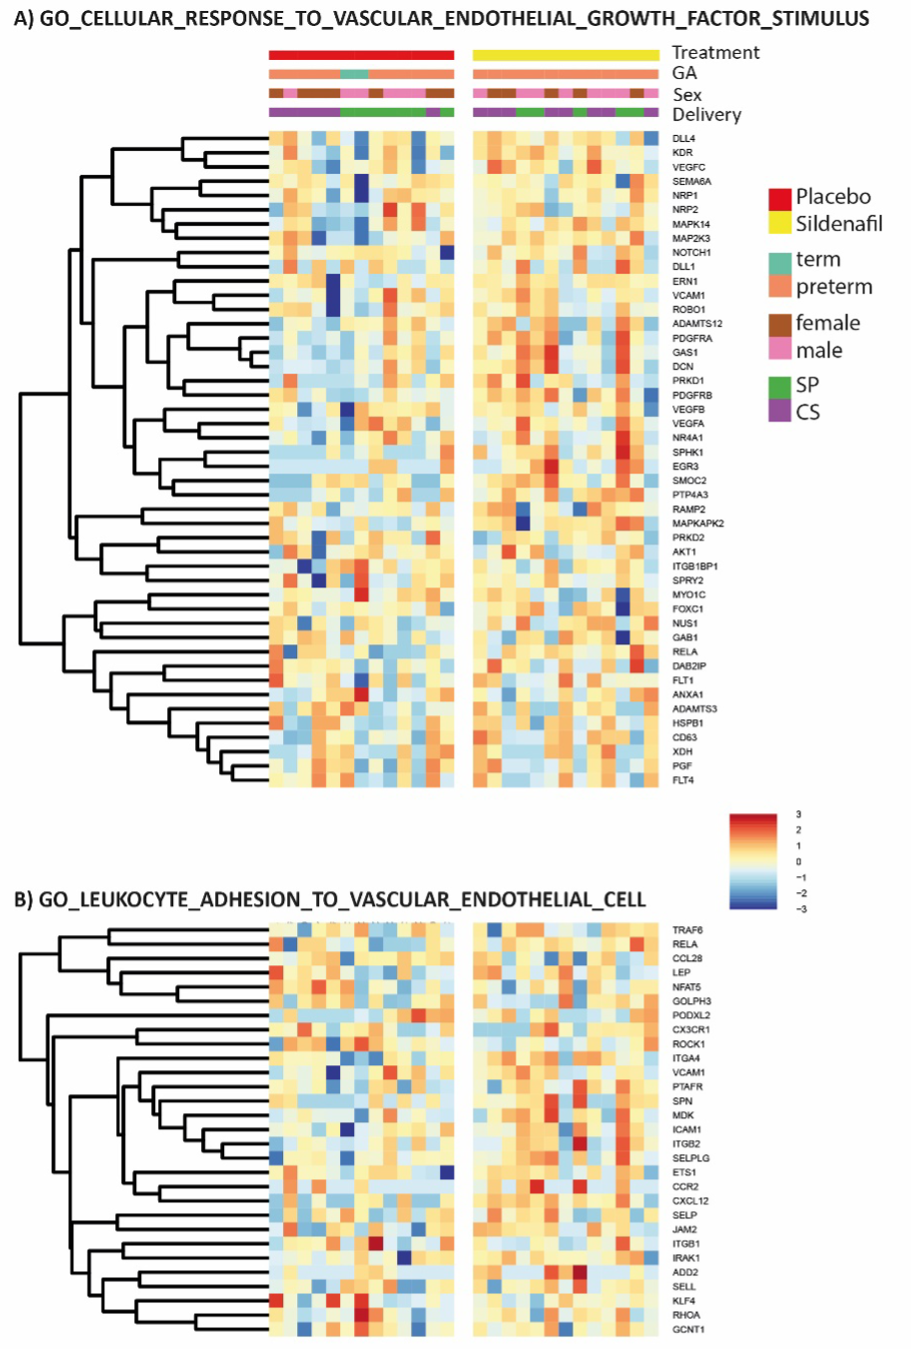 A) GO_CELLULAR_RESPONSE_TO_VASCULAR_ENDOTHELIAL_GROWTH_FACTOR_STIMULUS
Treatment
GA
Sex
Delivery
DLL4
KDR
VEGFC
SEMA6A
NRP1
NRP2
MAPK14
MAP2K3
NOTCH1
DLL1
ERN1
VCAM1
ROBO1
ADAMTS12
PDGFRA
GAS1
DCN
PRKD1
PDGFRB
VEGFB
VEGFA
NR4A1
SPHK1
EGR3
SMOC2
PTP4A3
RAMP2
MAPKAPK2
PRKD2
AKT1
ITGB1BP1
SPRY2
MYO1C
FOXC1
NUS1
GAB1
RELA
DAB2IP
FLT1
ANXA1
ADAMTS3
HSPB1
CD63
XDH
PGF
FLT4
Placebo
Sildenafil
term
preterm
female
male
SP
CS
3
2
1
0
−1
−2
−3
B) GO_LEUKOCYTE_ADHESION_TO_VASCULAR_ENDOTHELIAL_CELL
TRAF6
RELA
CCL28
LEP
NFAT5
GOLPH3
PODXL2
CX3CR1
ROCK1
ITGA4
VCAM1
PTAFR
SPN
MDK
ICAM1
ITGB2
SELPLG
ETS1
CCR2
CXCL12
SELP
JAM2
ITGB1
IRAK1
ADD2
SELL
KLF4
RHOA
GCNT1